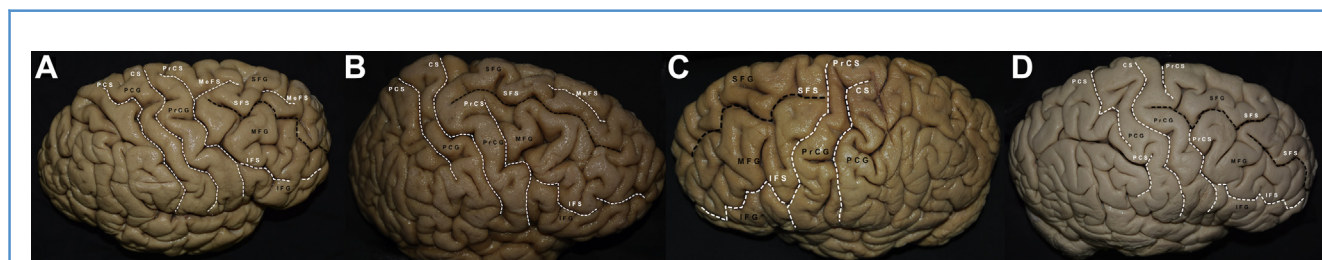 A
PCS
CS
PrCS
PCG
PrCG
MeFS
SFG
SFS
MeFS
MFG
IFS
IFG
B
PCS
CS
SFG
SFS
MeFS
PrCS
MFG
PCG
PrCG
IFS
IFG
C
SFG
SFS
PrCS
CS
MFG
PrCG
PCG
IFS
IFG
D
PCS
CS
PrCS
SFG
PrCG
SFS
PCG
PrCS
MFG
SFS
PCS
IFS
IFG